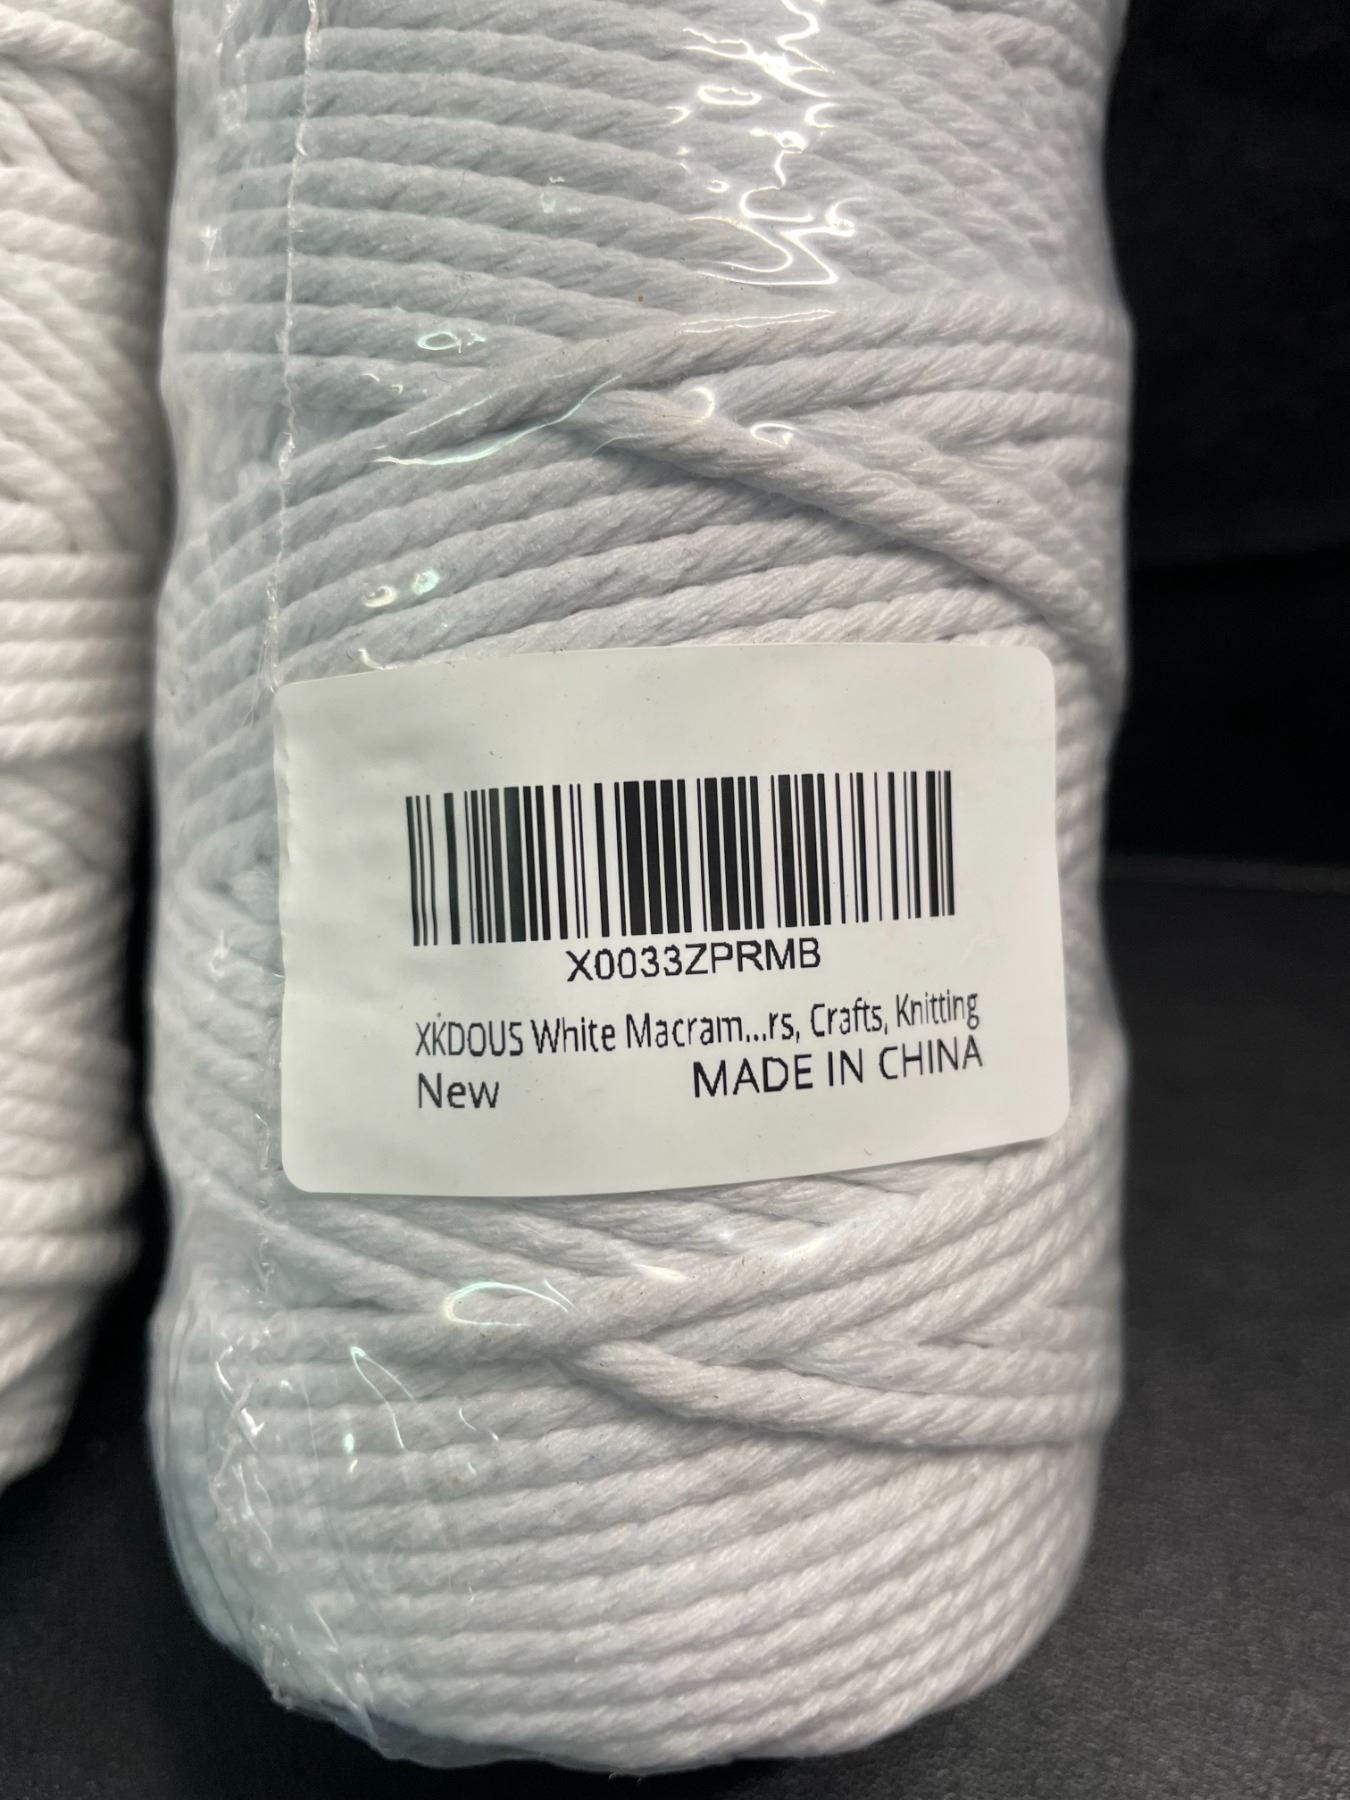 X0033ZPRMB
XKDOUS White Macram...rs, Crafts, Knitting
New MADE IN CHINA